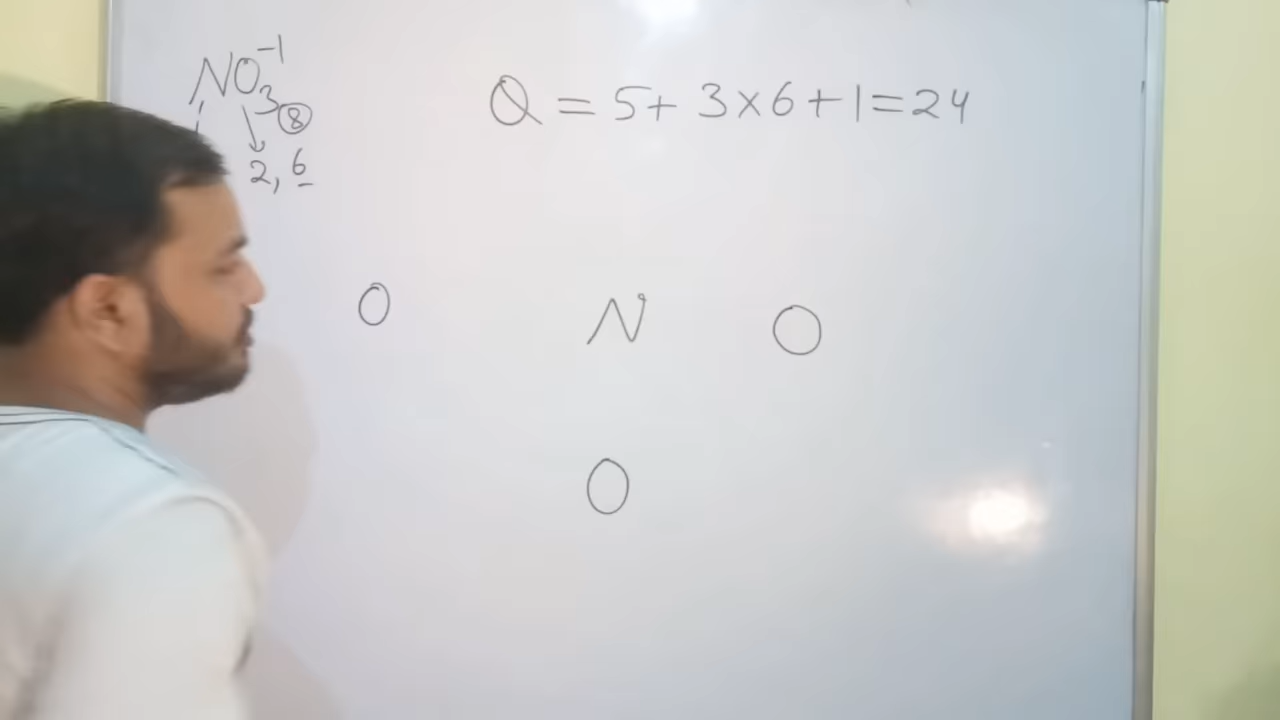 NO₃⁻¹ Q = 5+ 3×6+1=24
8
2, 6
O N O
O